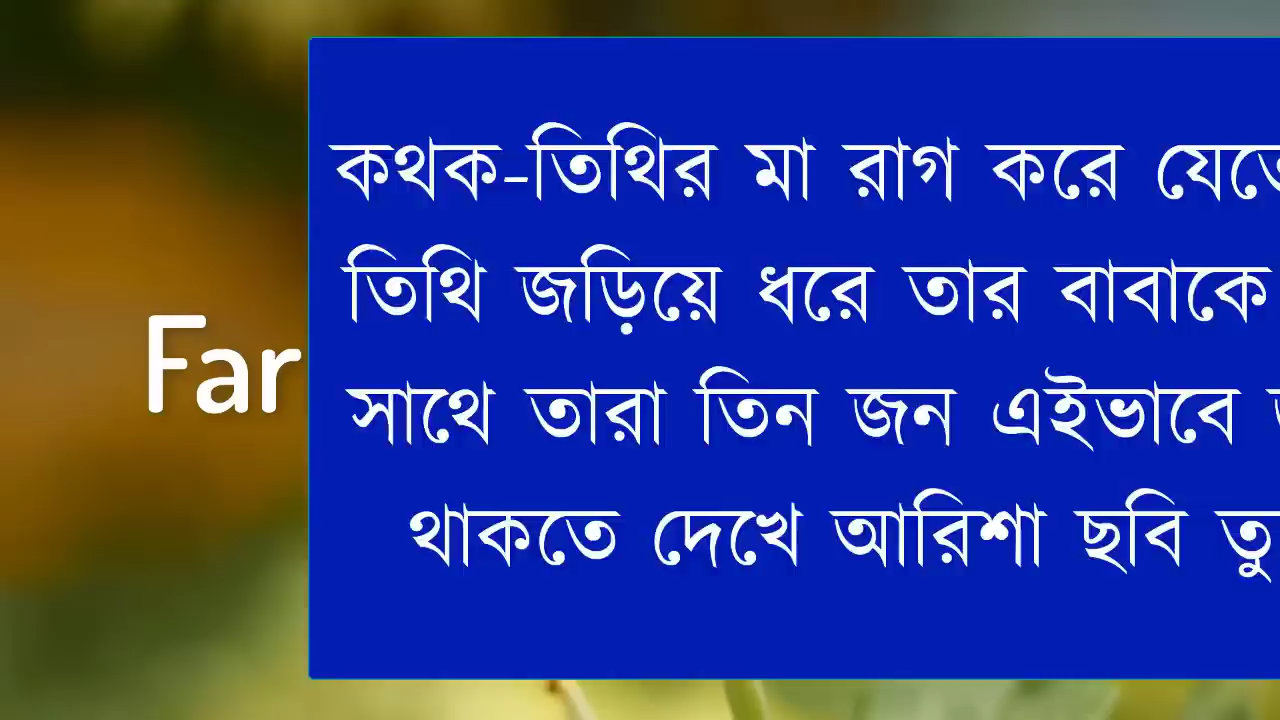 Far
কথক-তিথির মা রাগ করে যেতে
তিথি জড়িয়ে ধরে তার বাবাকে
সাথে তারা তিন জন এইভাবে
থাকতে দেখে আরিশা ছবি তু